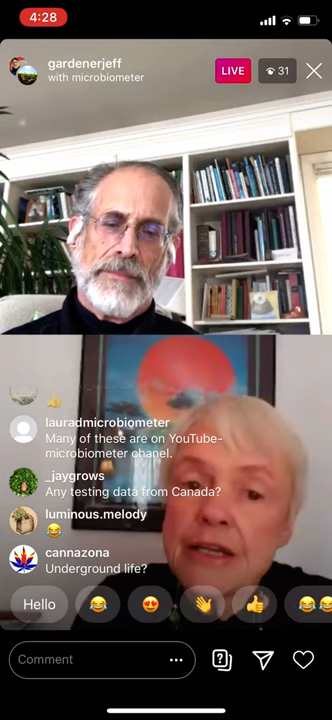 4:28
gardenerjeff
with microbiometer
LIVE
31
lauradmicrobiometer
Many of these are on YouTube-
microbiometer chanel.
_jaygrows
Any testing data from Canada?
luminous.melody
😂
cannazona
Underground life?
Hello
Comment